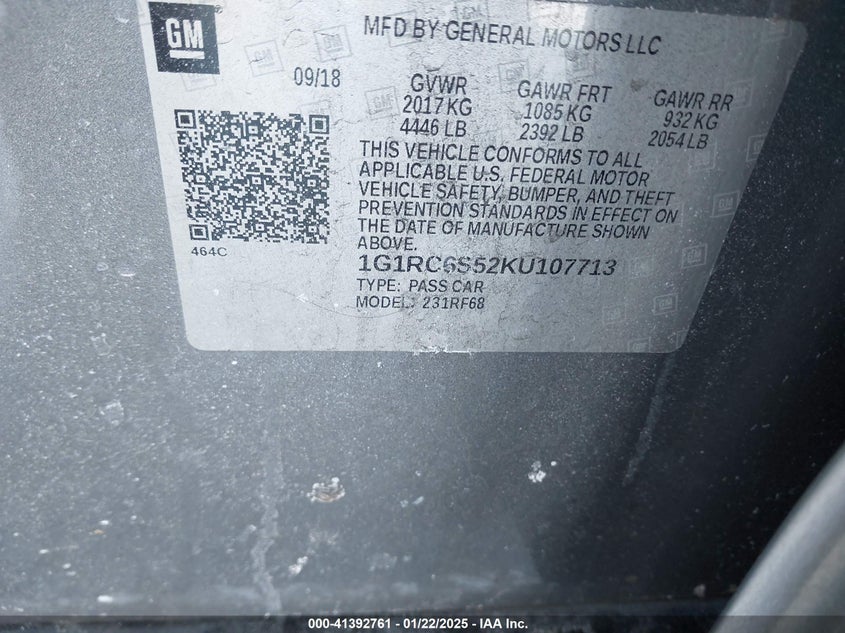 GM
MFD BY GENERAL MOTORS LLC
09/18
GVWR
2017 KG
4446 LB
GAWR FRT
1085 KG
2392 LB
GAWR RR
932 KG
2054 LB
THIS VEHICLE CONFORMS TO ALL
APPLICABLE U.S. FEDERAL MOTOR
VEHICLE SAFETY, BUMPER, AND THEFT
PREVENTION STANDARDS IN EFFECT ON
THE DATE OF MANUFACTURE SHOWN
ABOVE.
464C
1G1RC6S52KU107713
TYPE: PASS CAR
MODEL: 231RF68
000-41392761 - 01/22/2025 - IAA Inc.